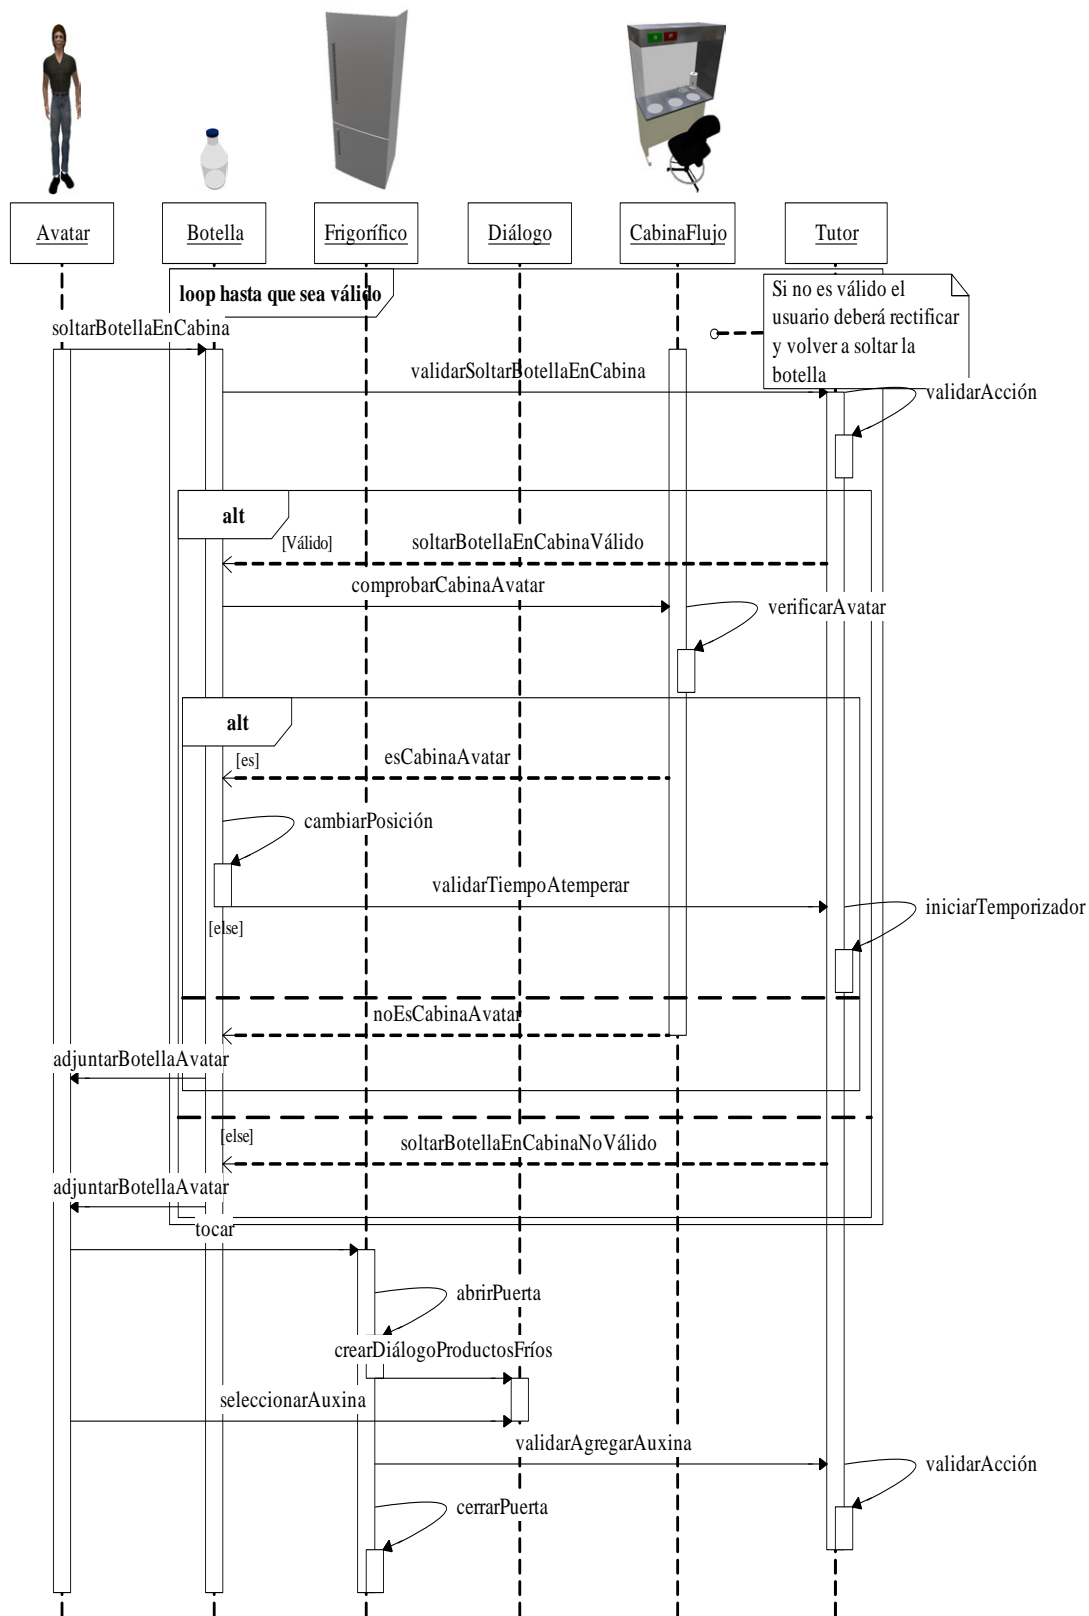 Avatar
Botella
Frigorífico
Diálogo
CabinaFlujo
Tutor
loop hasta que sea válido
Si no es válido el
usuario deberá rectificar
y volver a soltar la
botella
soltarBotellaEnCabina
validarSoltarBotellaEnCabina
validarAcción
alt
[Válido]
soltarBotellaEnCabinaVálido
comprobarCabinaAvatar
verificarAvatar
alt
[es]
esCabinaAvatar
cambiarPosición
validarTiempoAtemperar
iniciarTemporizador
[else]
noEsCabinaAvatar
adjuntarBotellaAvatar
[else]
soltarBotellaEnCabinaNoVálido
adjuntarBotellaAvatar
tocar
abrirPuerta
crearDiálogoProductosFríos
seleccionarAuxina
validarAgregarAuxina
validarAcción
cerrarPuerta